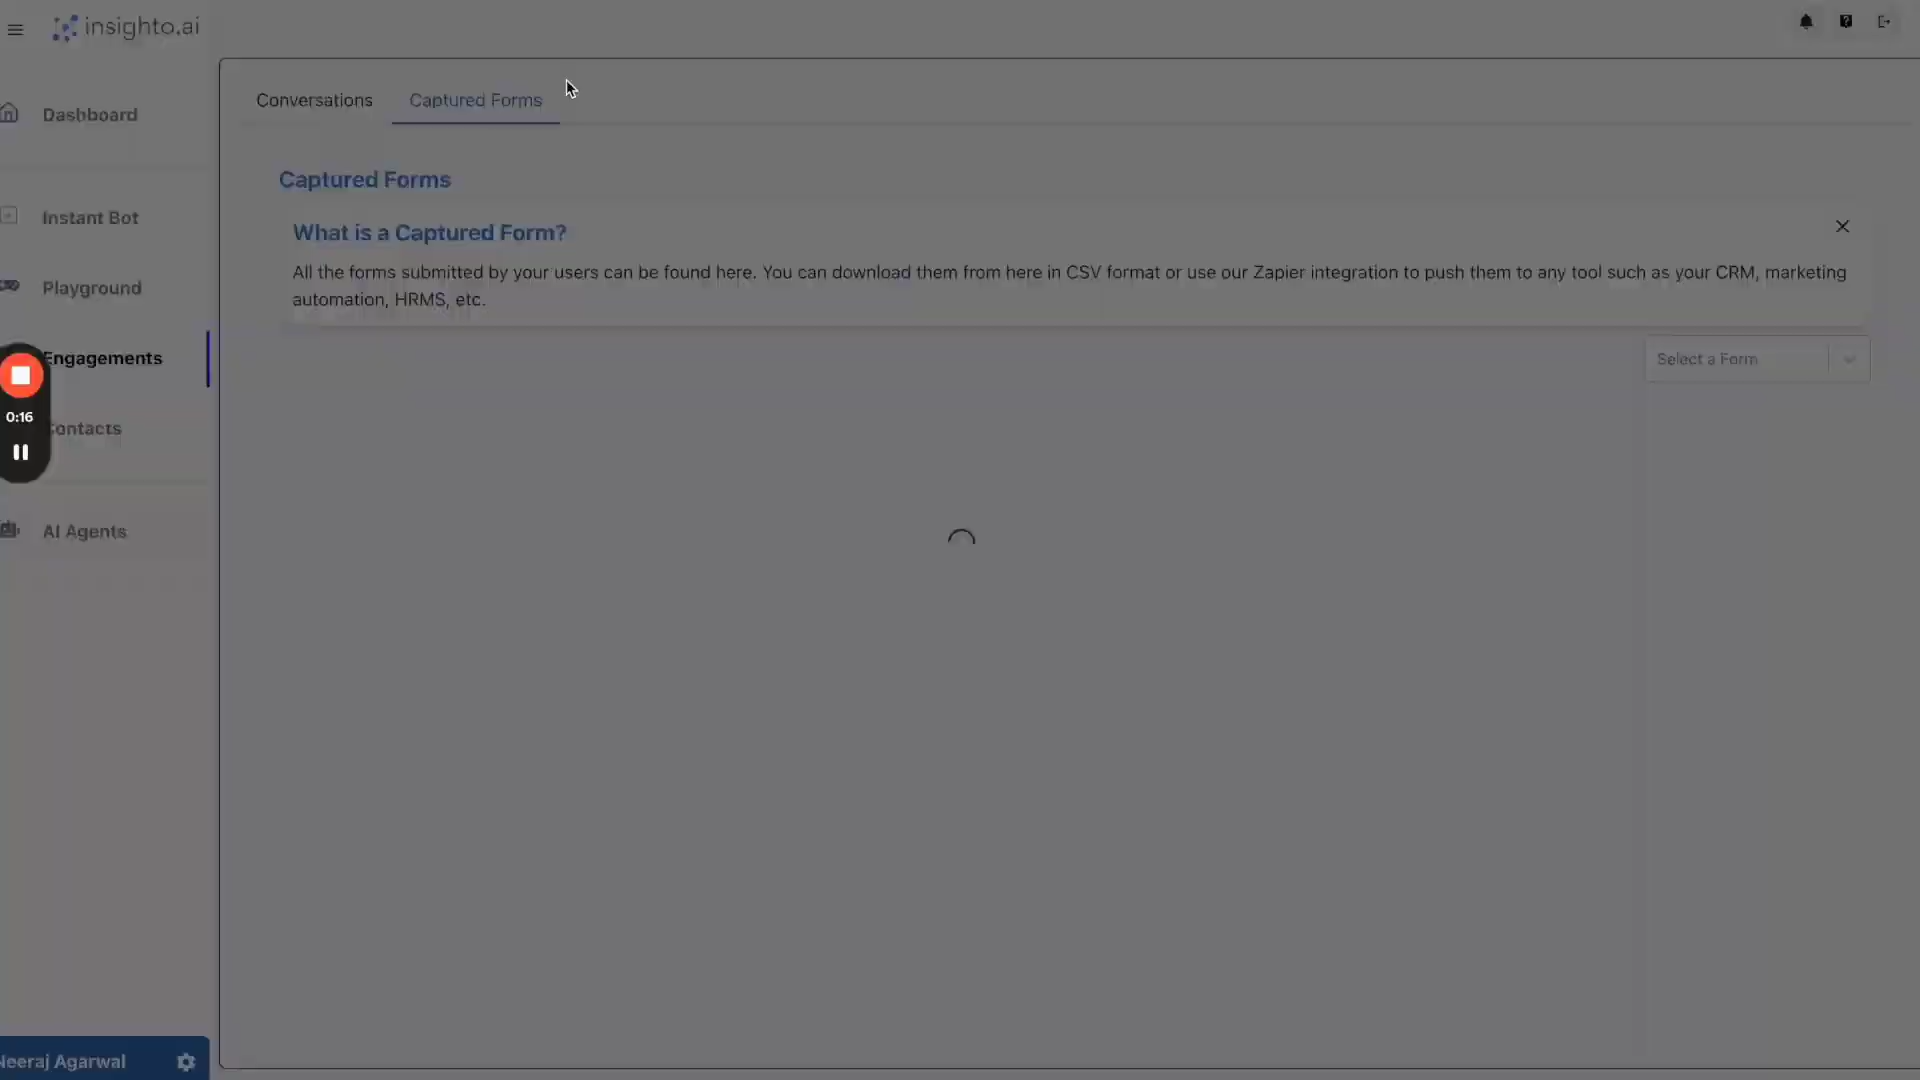 insighto.ai
Conversations
Captured Forms
Dashboard
Captured Forms
Instant Bot
What is a Captured Form?
All the forms submitted by your users can be found here. You can download them from here in CSV format or use our Zapier integration to push them to any tool such as your CRM, marketing
automation, HRMS, etc.
Playground
Engagements
Select a Form
0:16
ontacts
AI Agents
Neeraj Agarwal